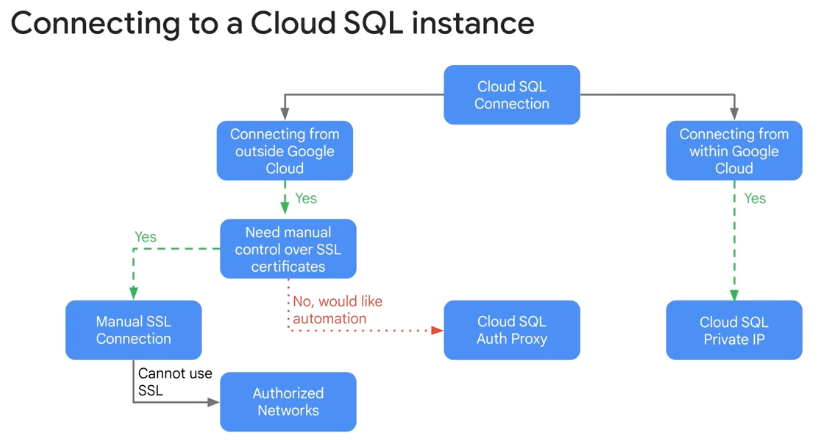 Connecting to a Cloud SQL instance
Cloud SQL
Connection
Connecting from
outside Google
Cloud
Connecting from
within Google
Cloud
Yes
Yes
Need manual
control over SSL
certificates
Yes
No, would like
automation
Manual SSL
Connection
Cloud SQL
Auth Proxy
Cloud SQL
Private IP
Cannot use
SSL
Authorized
Networks